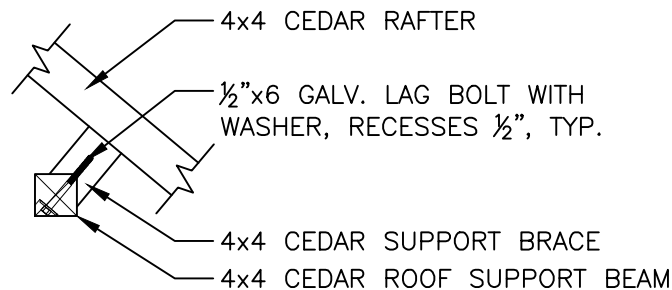 4x4 CEDAR RAFTER
½"x6 GALV. LAG BOLT WITH
WASHER, RECESSES ½", TYP.
4x4 CEDAR SUPPORT BRACE
4x4 CEDAR ROOF SUPPORT BEAM